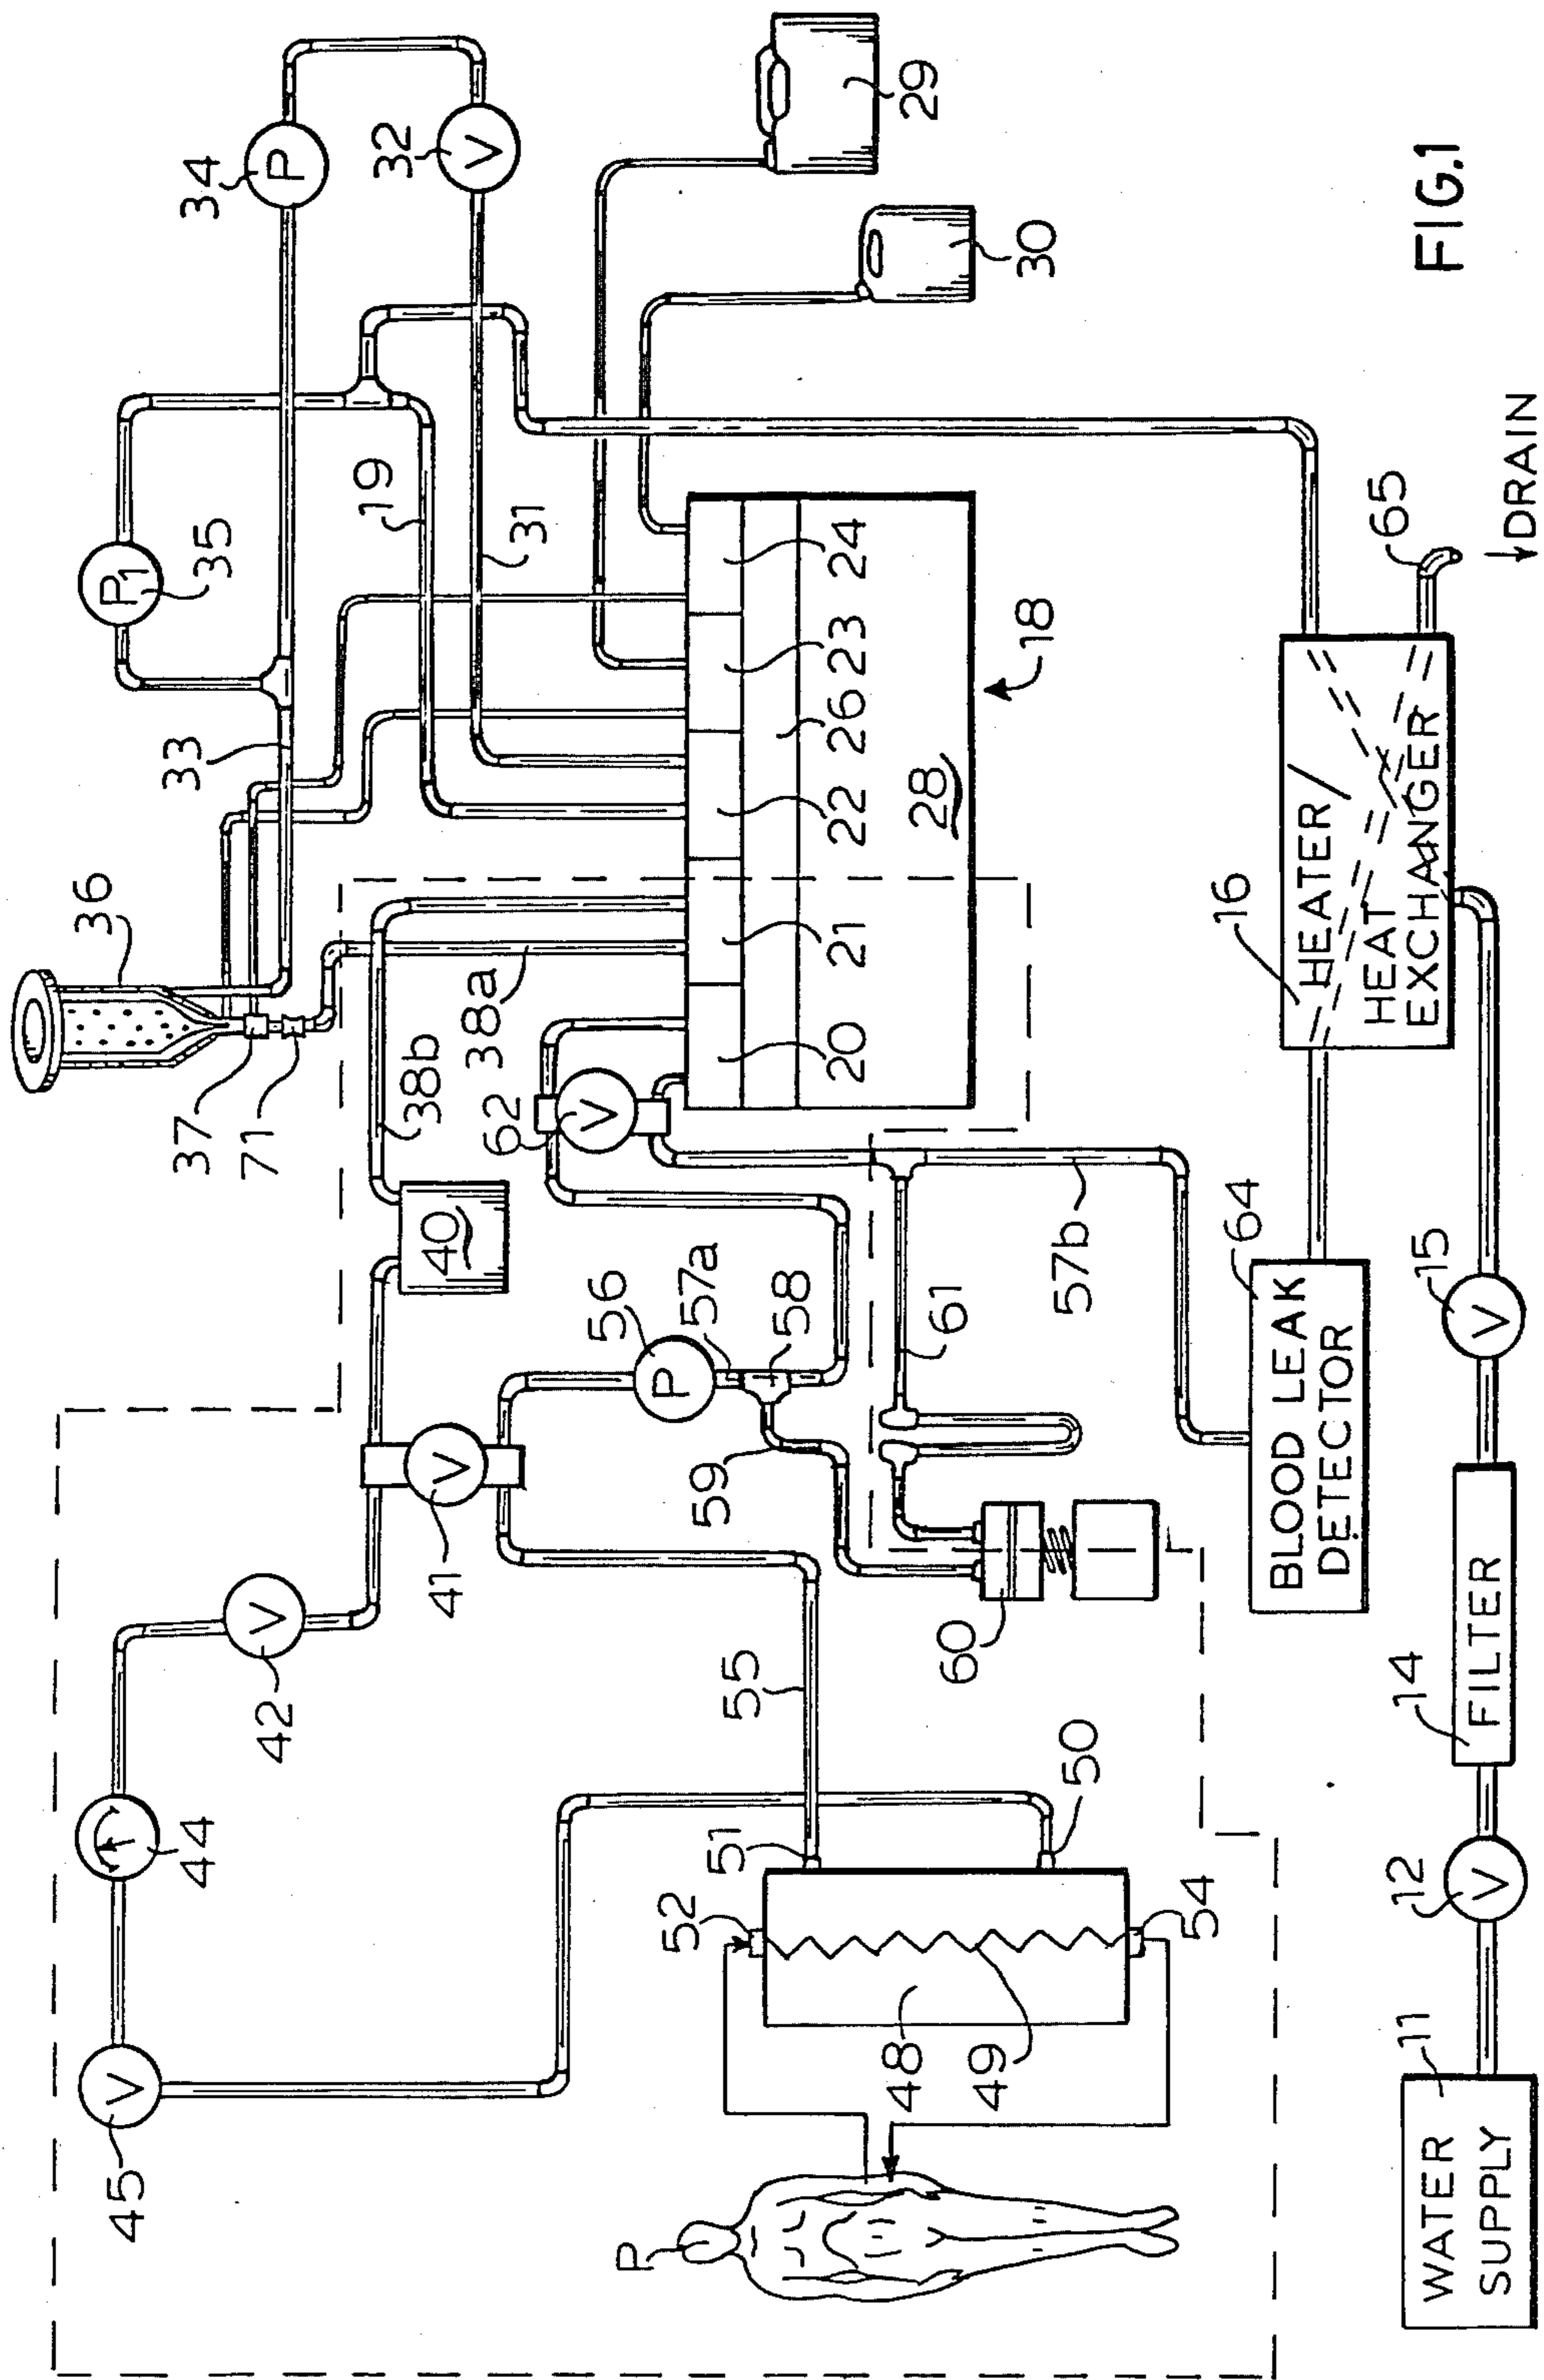 34
P
32
V
29
30
FIG.1
P1
35
19
31
33
36
37
71
38b
38a
24
23
22
21
20
26
28
18
HEATER/
HEAT
EXCHANGER
16
65
DRAIN
62
V
40
41
V
42
V
44
45
V
56
P
57a
58
59
60
61
57b
64
BLOOD LEAK
DETECTOR
15
V
14
FILTER
12
V
11
WATER
SUPPLY
55
51
50
52
54
48
49
P